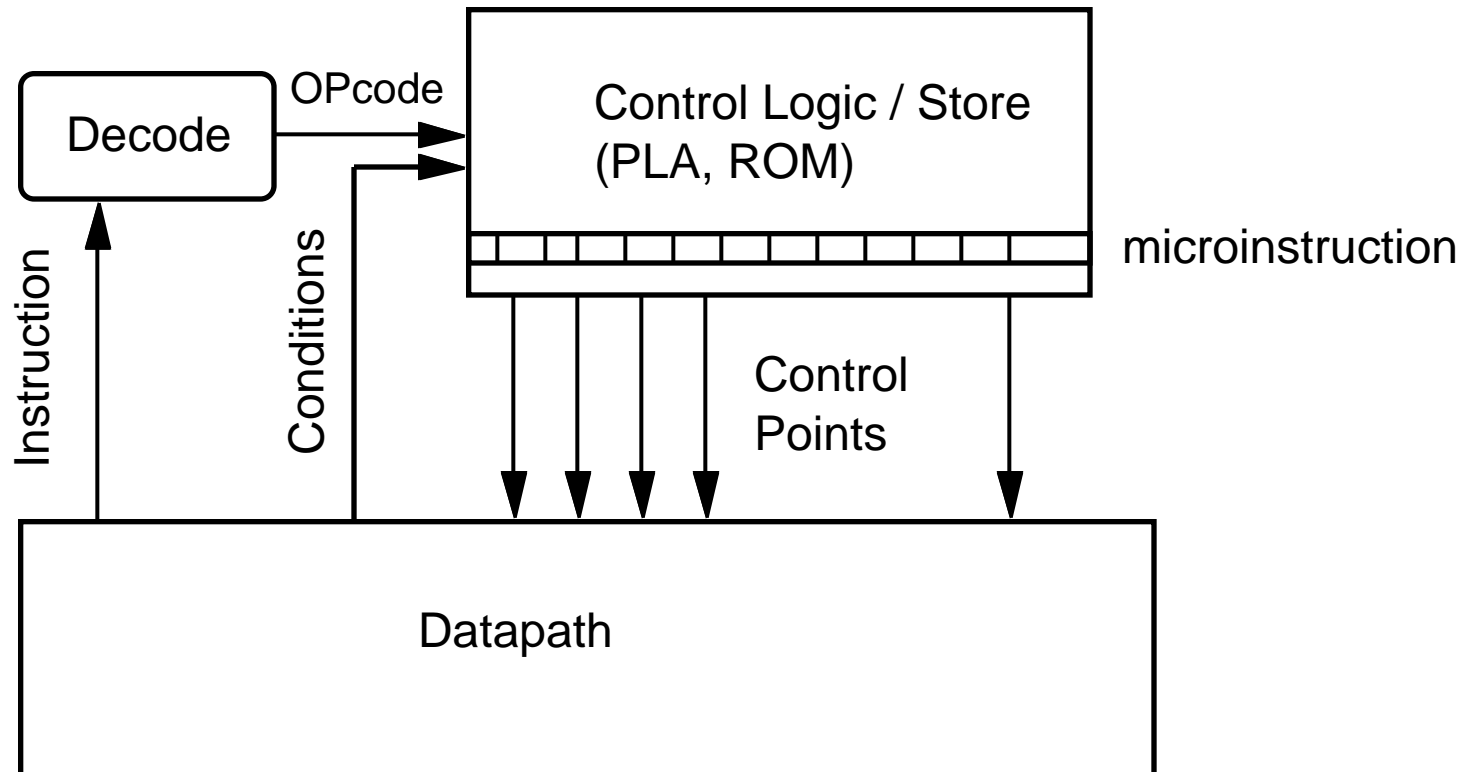 OPcode
Decode
Control Logic / Store
(PLA, ROM)
microinstruction
Instruction
Conditions
Control
Points
Datapath